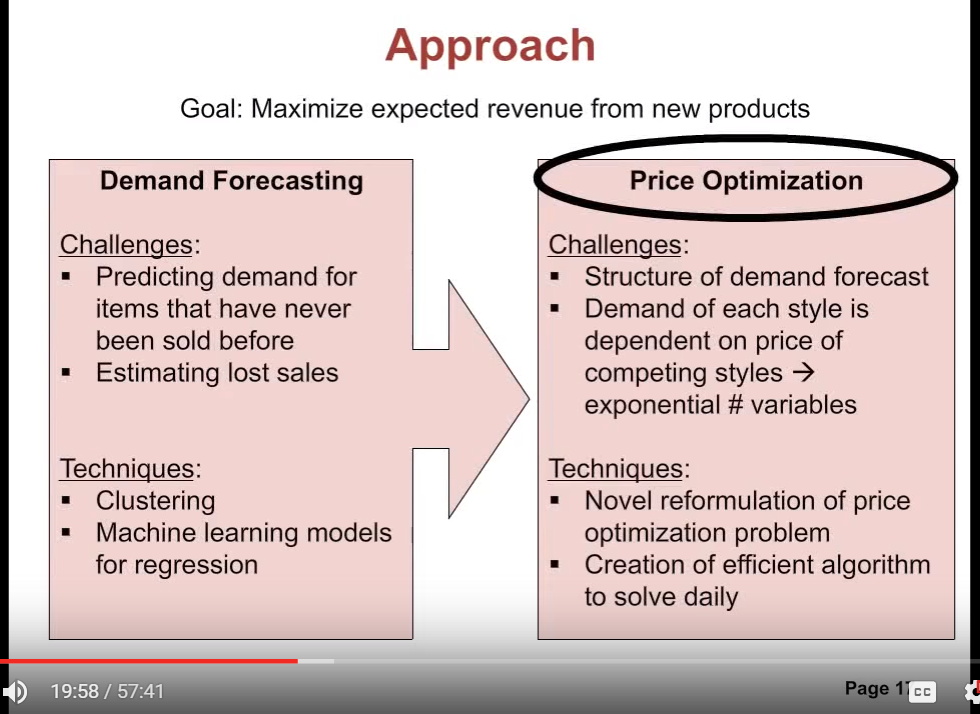 Approach
Goal: Maximize expected revenue from new products
Demand Forecasting
Challenges:
▪ Predicting demand for
items that have never
been sold before
▪ Estimating lost sales
Techniques:
▪ Clustering
▪ Machine learning models
for regression
Price Optimization
Challenges:
▪ Structure of demand forecast
▪ Demand of each style is
dependent on price of
competing styles →
exponential # variables
Techniques:
▪ Novel reformulation of price
optimization problem
▪ Creation of efficient algorithm
to solve daily
19:58 / 57:41
Page 17
CC